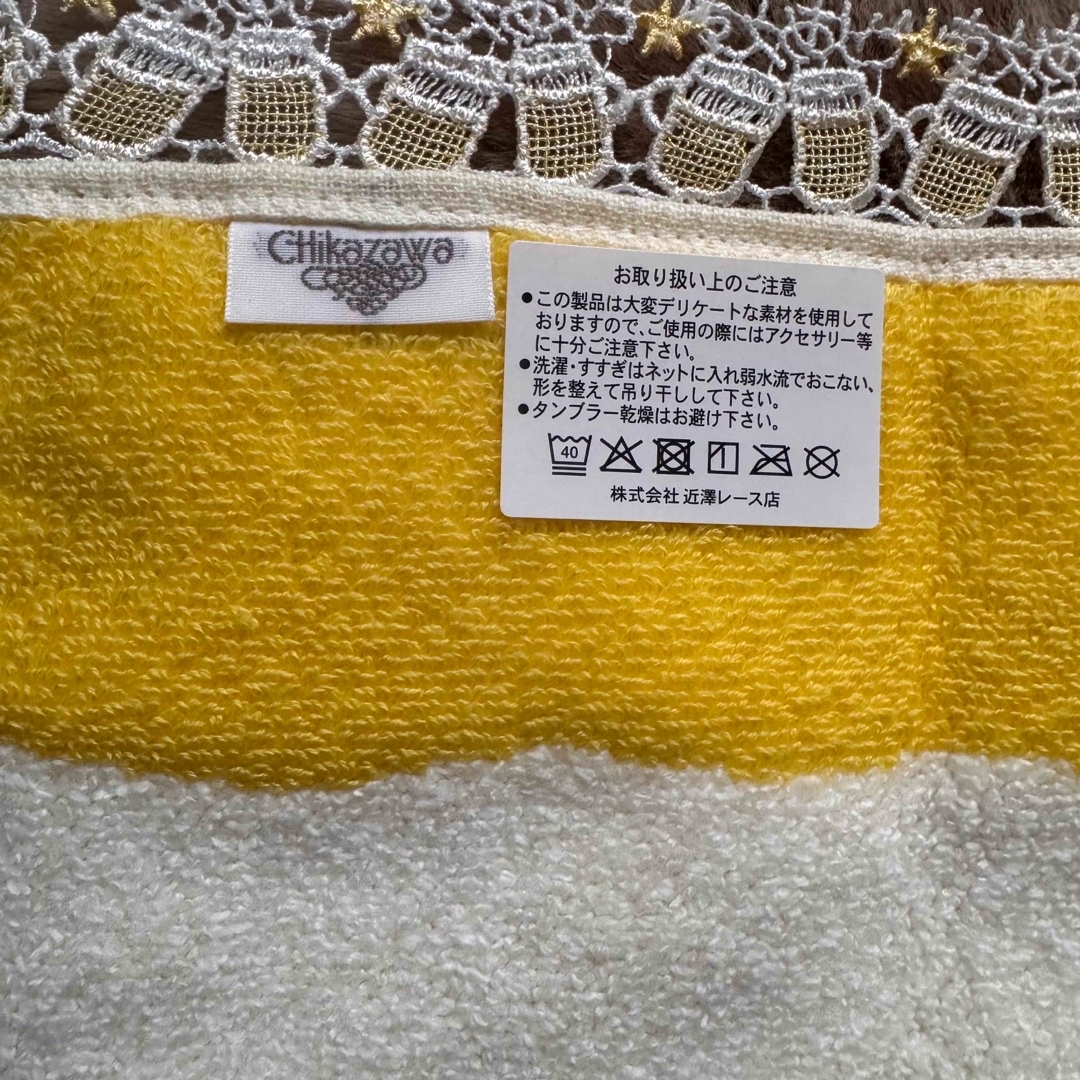 CHikazawa
お取り扱い上のご注意
●この製品は大変デリケートな素材を使用して
おりますので、ご使用の際にはアクセサリー等
に十分ご注意下さい。
●洗濯・すすぎはネットに入れ弱水流でおこない、
形を整えて吊り干しして下さい。
●タンブラー乾燥はお避け下さい。
40
株式会社 近澤レース店